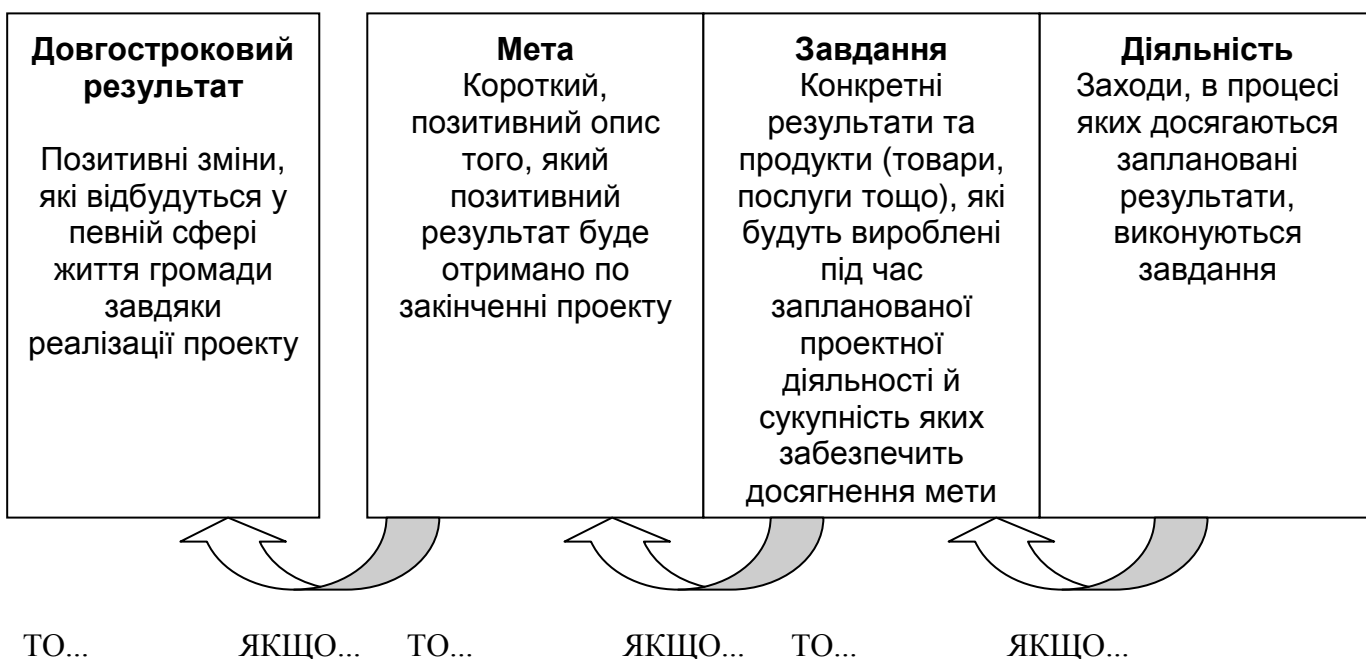 Довгостроковий
результат
Позитивні зміни,
які відбудуться у
певній сфері
життя громади
завдяки
реалізації проекту
Мета
Короткий,
позитивний опис
того, який
позитивний
результат буде
отримано по
закінченні проекту
Завдання
Конкретні
результати та
продукти (товари,
послуги тощо), які
будуть вироблені
під час
запланованої
проектної
діяльності й
сукупність яких
забезпечить
досягнення мети
Діяльність
Заходи, в процесі
яких досягаються
заплановані
результати,
виконуються
завдання
ТО... ЯКЩО... ТО... ЯКЩО... ТО... ЯКЩО...